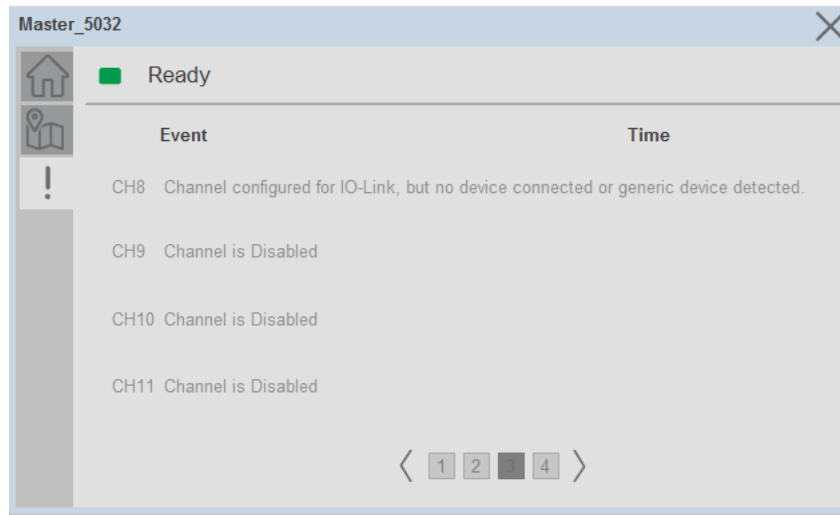 Master_5032
Ready
Event Time
CH8 Channel configured for IO-Link, but no device connected or generic device detected.
CH9 Channel is Disabled
CH10 Channel is Disabled
CH11 Channel is Disabled
1 2 3 4